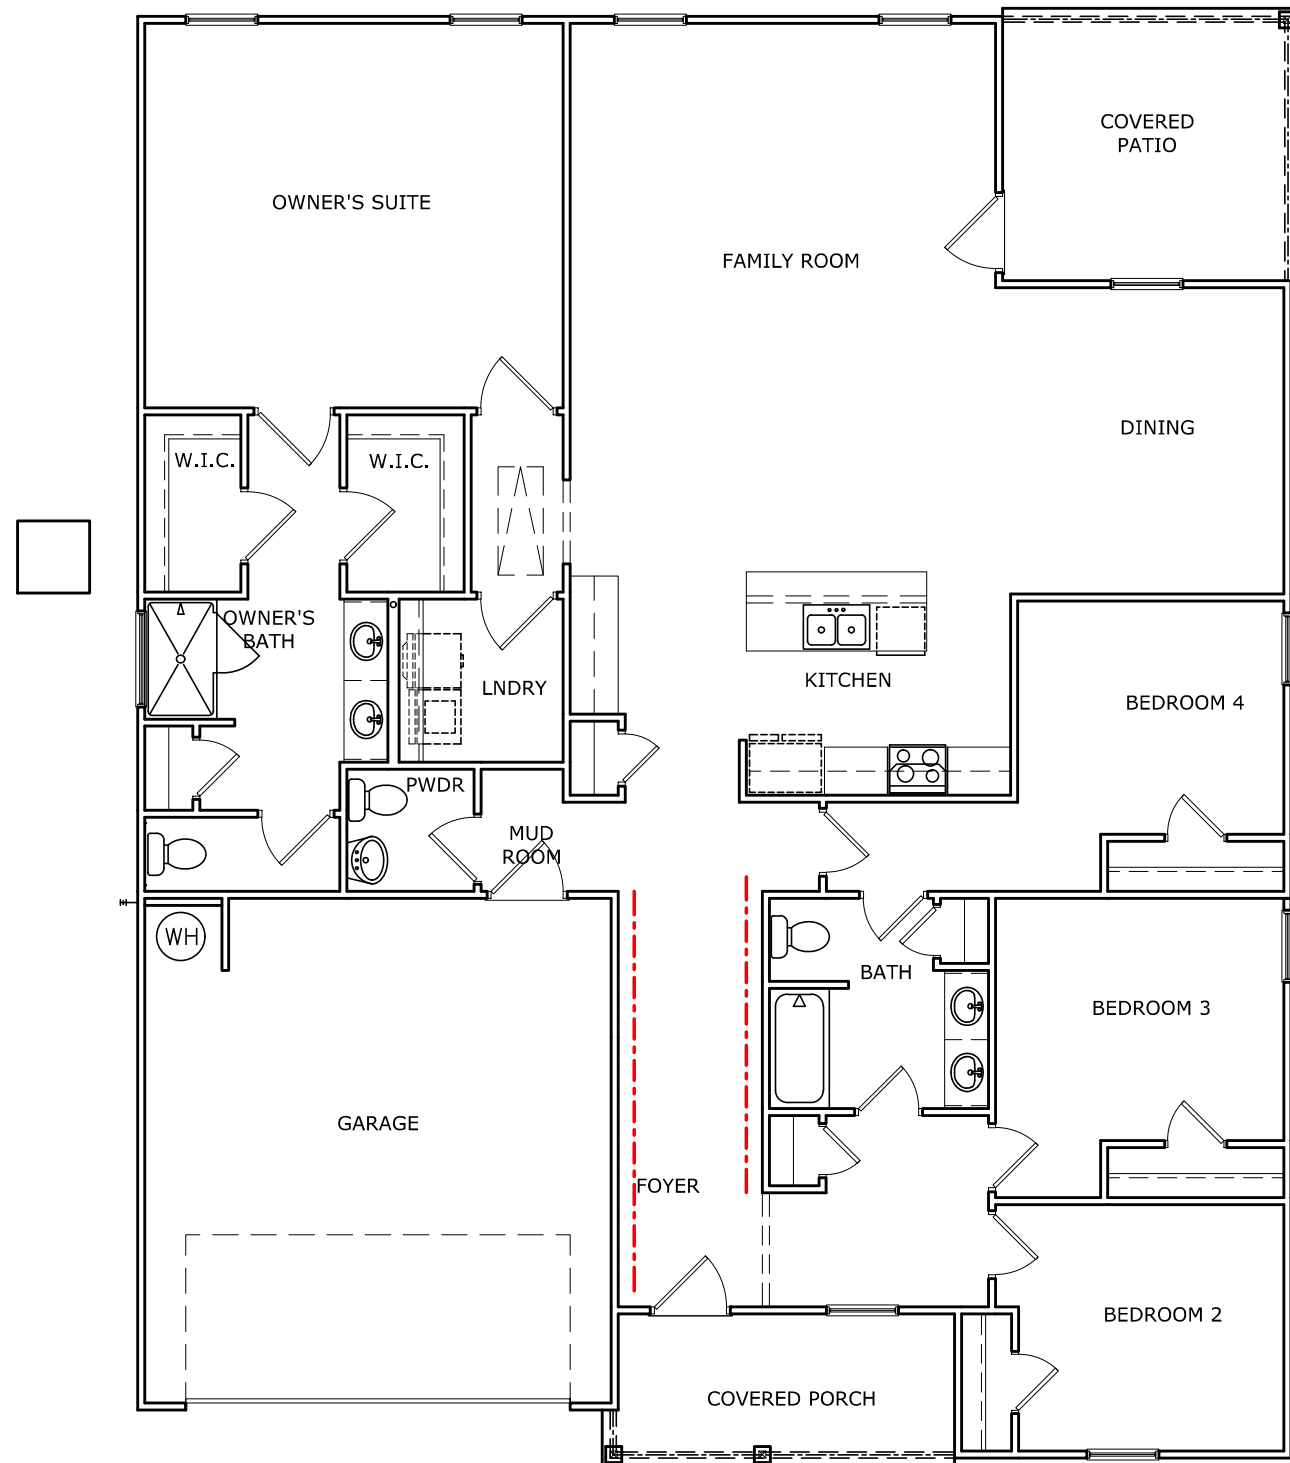 COVERED
PATIO
OWNER'S SUITE
FAMILY ROOM
DINING
W.I.C.
W.I.C.
OWNER'S
BATH
LNDRY
KITCHEN
BEDROOM 4
PWDR
MUD
ROOM
WH
BATH
BEDROOM 3
GARAGE
FOYER
BEDROOM 2
COVERED PORCH